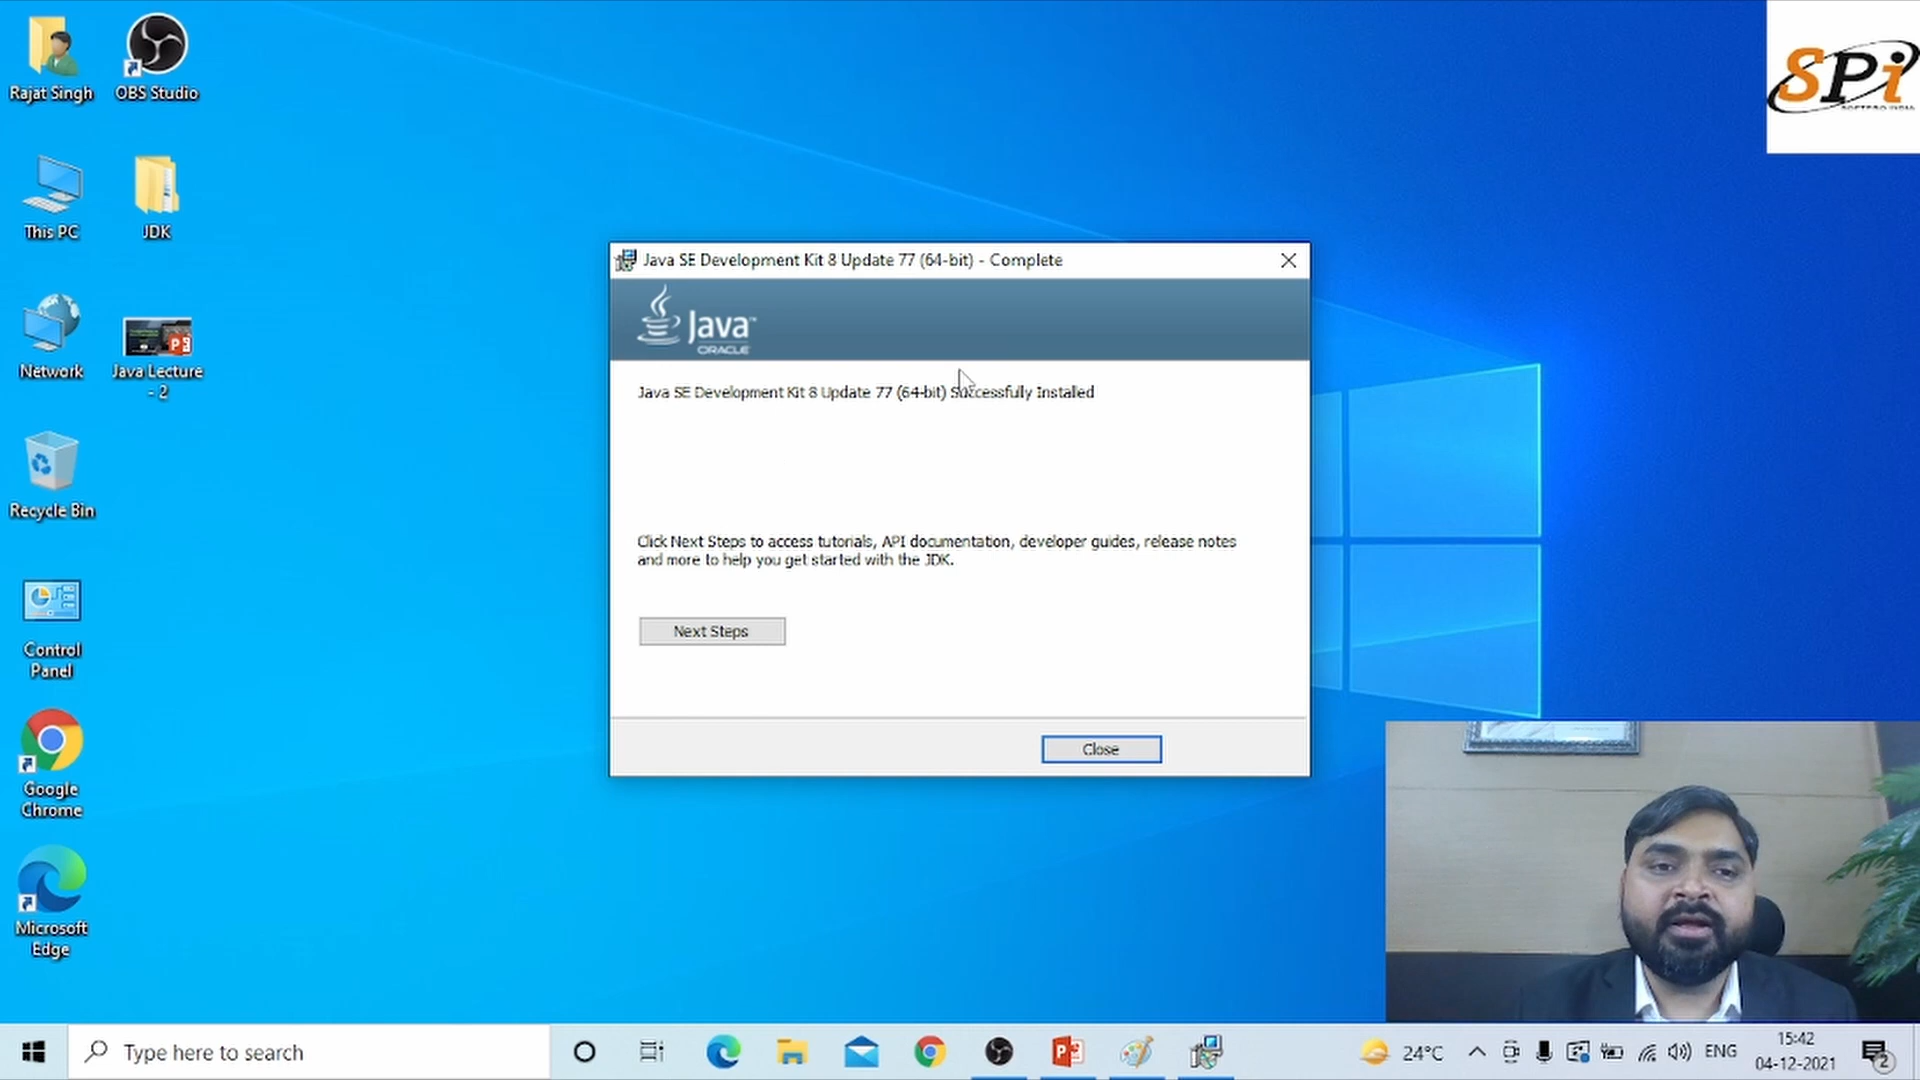 Rajat Singh
OBS Studio
This PC
JDK
Network
Java Lecture
- 2
Recycle Bin
Control
Panel
Google
Chrome
Microsoft
Edge
SPi
Java SE Development Kit 8 Update 77 (64-bit) - Complete
Java™
ORACLE
Java SE Development Kit 8 Update 77 (64-bit) Successfully Installed
Click Next Steps to access tutorials, API documentation, developer guides, release notes
and more to help you get started with the JDK.
Next Steps
Close
Type here to search
24°C
ENG
15:42
04-12-2021
2